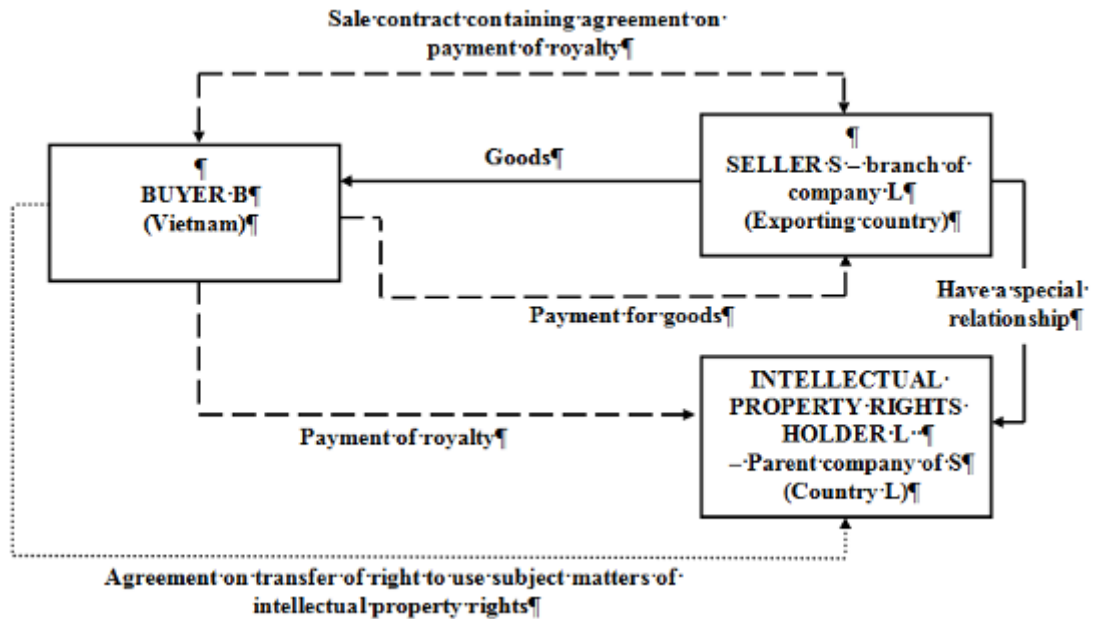 Sale·contract·containing·agreement·on·
payment·of·royalty¶
¶
BUYER·B¶
(Vietnam)¶
Goods¶
¶
SELLER·S·–·branch·of·
company·L¶
(Exporting·country)¶
Payment·for·goods¶
Have·a·special·
relationship¶
Payment·of·royalty¶
INTELLECTUAL·
PROPERTY·RIGHTS·
HOLDER·L··¶
–·Parent·company·of·S¶
(Country·L)¶
Agreement·on·transfer·of·right·to·use·subject·matters·of·
intellectual·property·rights¶